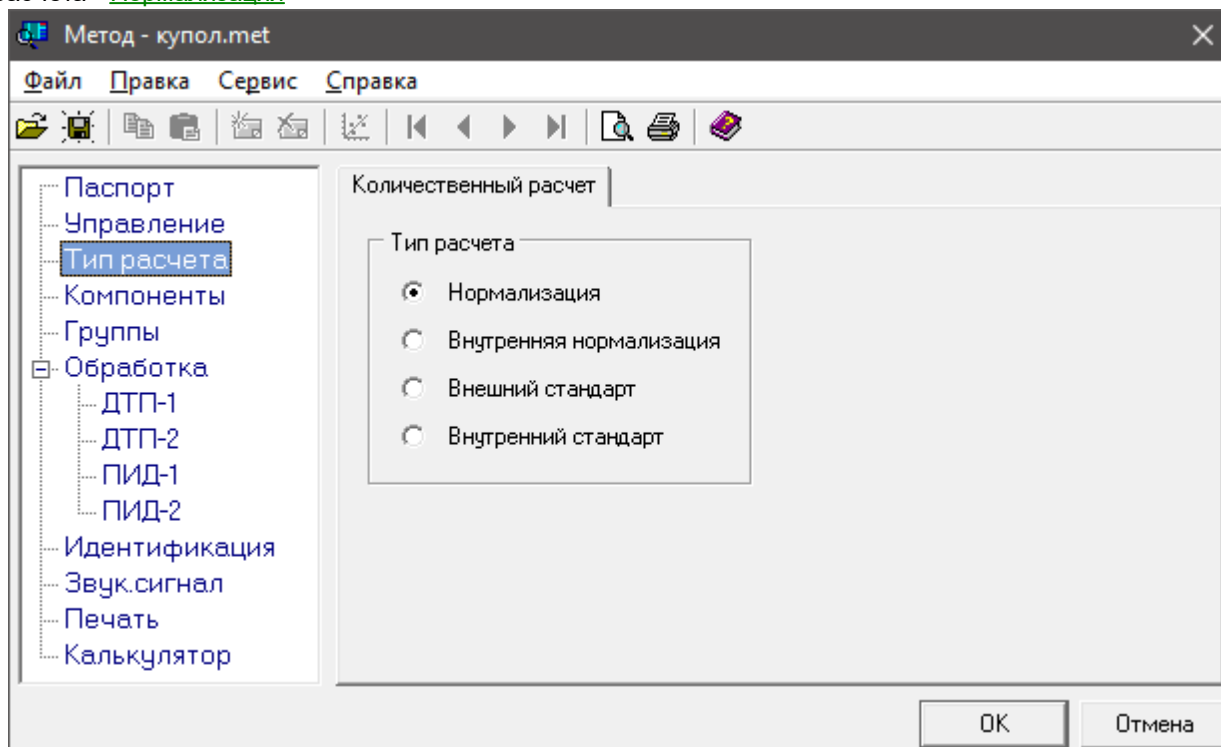 расчета - Нормализация
Метод - купол.met
Файл Правка Сервис Справка
Паспорт
Управление
Тип расчета
Компоненты
Группы
Обработка
ДТП-1
ДТП-2
ПИД-1
ПИД-2
Идентификация
Звук.сигнал
Печать
Калькулятор
Количественный расчет
Тип расчета
Нормализация
Внутренняя нормализация
Внешний стандарт
Внутренний стандарт
OK Отмена